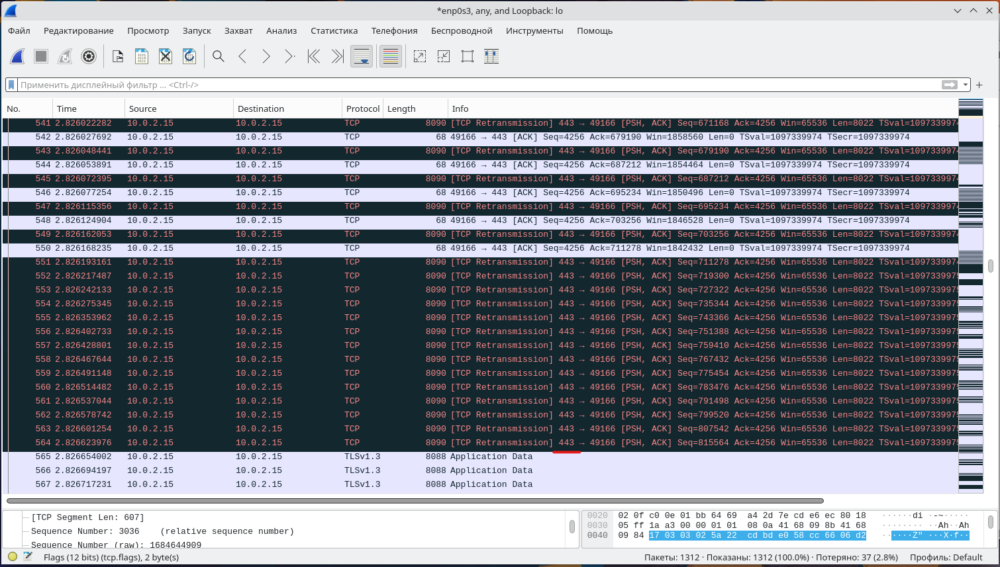 *enp0s3, any, and Loopback: lo
Файл Редактирование Просмотр Запуск Захват Анализ Статистика Телефония Беспроводной Инструменты Помощь
Применить дисплейный фильтр ... <Ctrl-/>
No. Time Source Destination Protocol Length Info
541 2.826022282 10.0.2.15 10.0.2.15 TCP 8090 [TCP Retransmission] 443 → 49166 [PSH, ACK] Seq=671168 Ack=4256 Win=65536 Len=8022 TSval=1097339974
542 2.826027692 10.0.2.15 10.0.2.15 TCP 68 49166 → 443 [ACK] Seq=4256 Ack=679190 Win=1858560 Len=0 TSval=1097339974 TSecr=1097339974
543 2.826048441 10.0.2.15 10.0.2.15 TCP 8090 [TCP Retransmission] 443 → 49166 [PSH, ACK] Seq=679190 Ack=4256 Win=65536 Len=8022 TSval=1097339974
544 2.826053891 10.0.2.15 10.0.2.15 TCP 68 49166 → 443 [ACK] Seq=4256 Ack=687212 Win=1854464 Len=0 TSval=1097339974 TSecr=1097339974
545 2.826072395 10.0.2.15 10.0.2.15 TCP 8090 [TCP Retransmission] 443 → 49166 [PSH, ACK] Seq=687212 Ack=4256 Win=65536 Len=8022 TSval=1097339974
546 2.826077254 10.0.2.15 10.0.2.15 TCP 68 49166 → 443 [ACK] Seq=4256 Ack=695234 Win=1850496 Len=0 TSval=1097339974 TSecr=1097339974
547 2.826115356 10.0.2.15 10.0.2.15 TCP 8090 [TCP Retransmission] 443 → 49166 [PSH, ACK] Seq=695234 Ack=4256 Win=65536 Len=8022 TSval=1097339974
548 2.826124904 10.0.2.15 10.0.2.15 TCP 68 49166 → 443 [ACK] Seq=4256 Ack=703256 Win=1846528 Len=0 TSval=1097339974 TSecr=1097339974
549 2.826162053 10.0.2.15 10.0.2.15 TCP 8090 [TCP Retransmission] 443 → 49166 [PSH, ACK] Seq=703256 Ack=4256 Win=65536 Len=8022 TSval=1097339974
550 2.826168235 10.0.2.15 10.0.2.15 TCP 68 49166 → 443 [ACK] Seq=4256 Ack=711278 Win=1842432 Len=0 TSval=1097339974 TSecr=1097339974
551 2.826193161 10.0.2.15 10.0.2.15 TCP 8090 [TCP Retransmission] 443 → 49166 [PSH, ACK] Seq=711278 Ack=4256 Win=65536 Len=8022 TSval=1097339974
552 2.826217487 10.0.2.15 10.0.2.15 TCP 8090 [TCP Retransmission] 443 → 49166 [PSH, ACK] Seq=719300 Ack=4256 Win=65536 Len=8022 TSval=1097339975
553 2.826242133 10.0.2.15 10.0.2.15 TCP 8090 [TCP Retransmission] 443 → 49166 [PSH, ACK] Seq=727322 Ack=4256 Win=65536 Len=8022 TSval=1097339975
554 2.826275345 10.0.2.15 10.0.2.15 TCP 8090 [TCP Retransmission] 443 → 49166 [PSH, ACK] Seq=735344 Ack=4256 Win=65536 Len=8022 TSval=1097339975
555 2.826353962 10.0.2.15 10.0.2.15 TCP 8090 [TCP Retransmission] 443 → 49166 [PSH, ACK] Seq=743366 Ack=4256 Win=65536 Len=8022 TSval=1097339975
556 2.826402733 10.0.2.15 10.0.2.15 TCP 8090 [TCP Retransmission] 443 → 49166 [PSH, ACK] Seq=751388 Ack=4256 Win=65536 Len=8022 TSval=1097339975
557 2.826428801 10.0.2.15 10.0.2.15 TCP 8090 [TCP Retransmission] 443 → 49166 [PSH, ACK] Seq=759410 Ack=4256 Win=65536 Len=8022 TSval=1097339975
558 2.826467644 10.0.2.15 10.0.2.15 TCP 8090 [TCP Retransmission] 443 → 49166 [PSH, ACK] Seq=767432 Ack=4256 Win=65536 Len=8022 TSval=1097339975
559 2.826491148 10.0.2.15 10.0.2.15 TCP 8090 [TCP Retransmission] 443 → 49166 [PSH, ACK] Seq=775454 Ack=4256 Win=65536 Len=8022 TSval=1097339975
560 2.826514482 10.0.2.15 10.0.2.15 TCP 8090 [TCP Retransmission] 443 → 49166 [PSH, ACK] Seq=783476 Ack=4256 Win=65536 Len=8022 TSval=1097339975
561 2.826537044 10.0.2.15 10.0.2.15 TCP 8090 [TCP Retransmission] 443 → 49166 [PSH, ACK] Seq=791498 Ack=4256 Win=65536 Len=8022 TSval=1097339975
562 2.826578742 10.0.2.15 10.0.2.15 TCP 8090 [TCP Retransmission] 443 → 49166 [PSH, ACK] Seq=799520 Ack=4256 Win=65536 Len=8022 TSval=1097339975
563 2.826601254 10.0.2.15 10.0.2.15 TCP 8090 [TCP Retransmission] 443 → 49166 [PSH, ACK] Seq=807542 Ack=4256 Win=65536 Len=8022 TSval=1097339975
564 2.826623976 10.0.2.15 10.0.2.15 TCP 8090 [TCP Retransmission] 443 → 49166 [PSH, ACK] Seq=815564 Ack=4256 Win=65536 Len=8022 TSval=1097339975
565 2.826654002 10.0.2.15 10.0.2.15 TLSv1.3 8088 Application Data
566 2.826694197 10.0.2.15 10.0.2.15 TLSv1.3 8088 Application Data
567 2.826717231 10.0.2.15 10.0.2.15 TLSv1.3 8088 Application Data
[TCP Segment Len: 607]
Sequence Number: 3036 (relative sequence number)
Sequence Number (raw): 1684644909
0020 02 0f c0 0e 01 bb 64 69 a4 2d 7e cd e6 ec 80 18 ······di ·-~·····
0030 05 ff 1a a3 00 00 01 01 08 0a 41 68 09 8b 41 68 ········ ··Ah··Ah
0040 09 84 17 03 03 02 5a 22 cd bd e0 58 cc 66 06 d2 ······Z" ···X·f··
Flags (12 bits) (tcp.flags), 2 byte(s)
Пакеты: 1312 · Показаны: 1312 (100.0%) · Потеряно: 37 (2.8%) Профиль: Default